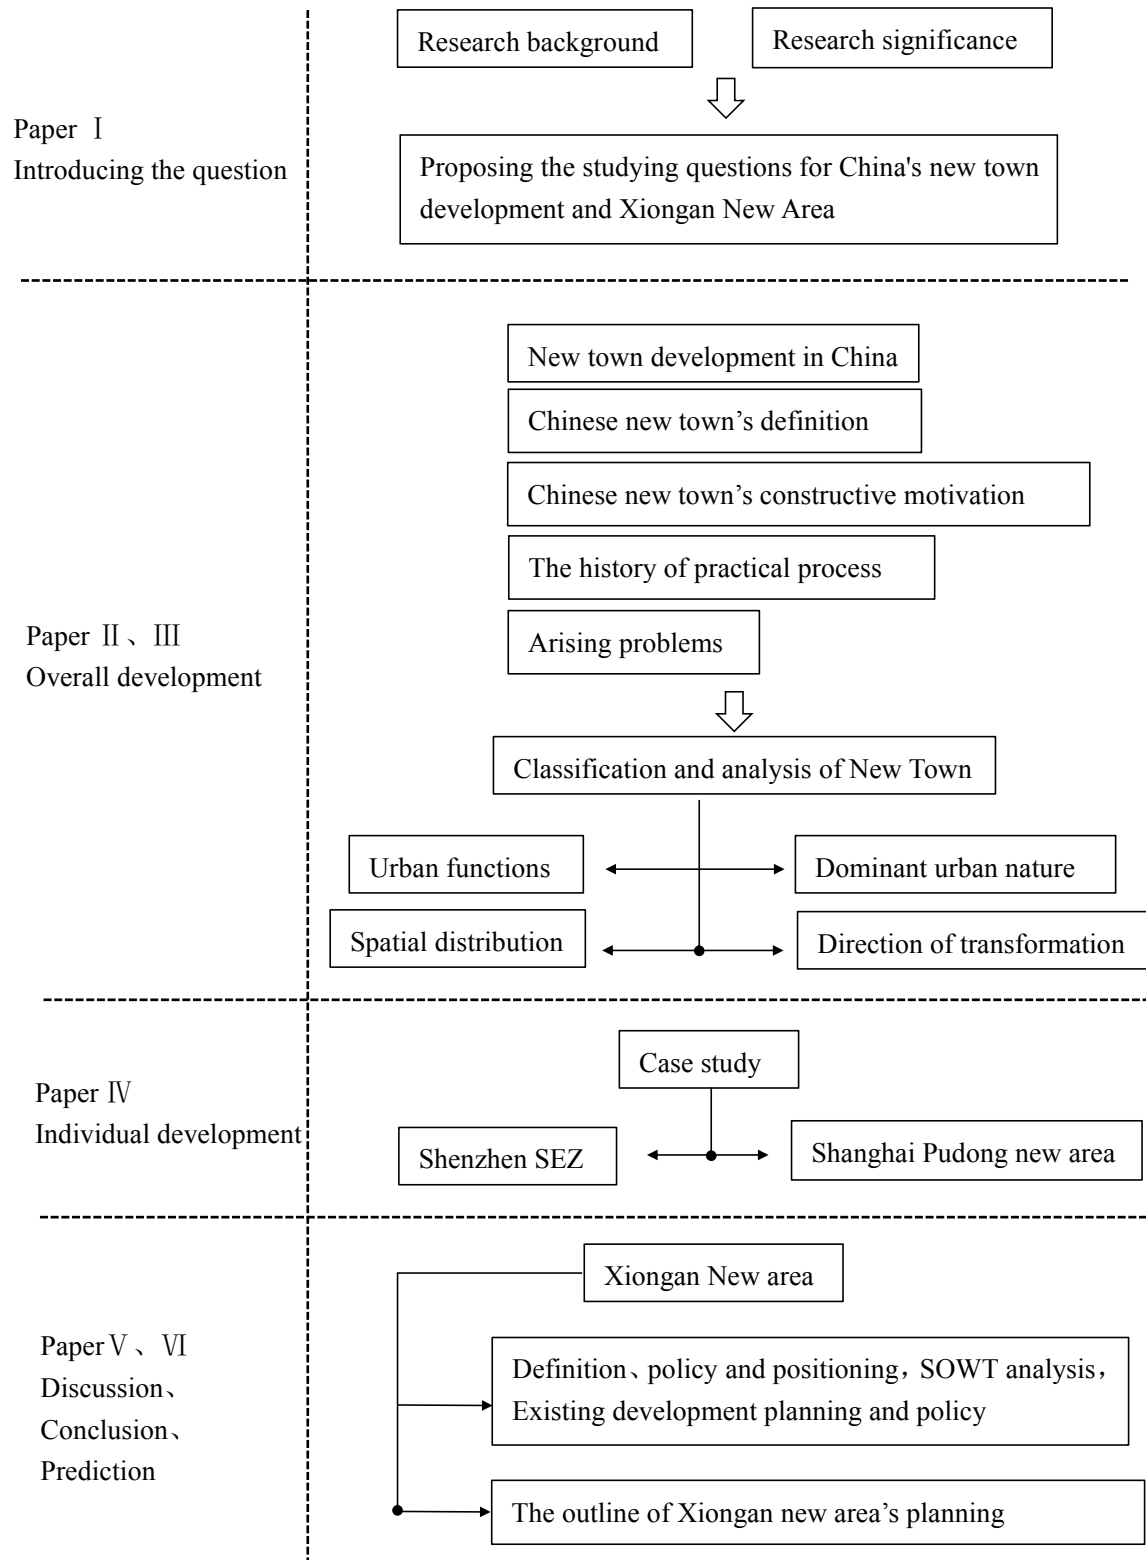 Research background
Research significance
Paper Ⅰ
Introducing the question
Proposing the studying questions for China's new town
development and Xiongan New Area
New town development in China
Chinese new town’s definition
Chinese new town’s constructive motivation
The history of practical process
Arising problems
Paper Ⅱ、Ⅲ
Overall development
Classification and analysis of New Town
Urban functions
Dominant urban nature
Spatial distribution
Direction of transformation
Case study
Paper Ⅳ
Individual development
Shenzhen SEZ
Shanghai Pudong new area
Xiongan New area
Paper Ⅴ、Ⅵ
Discussion、
Conclusion、
Prediction
Definition、policy and positioning，SOWT analysis，
Existing development planning and policy
The outline of Xiongan new area’s planning